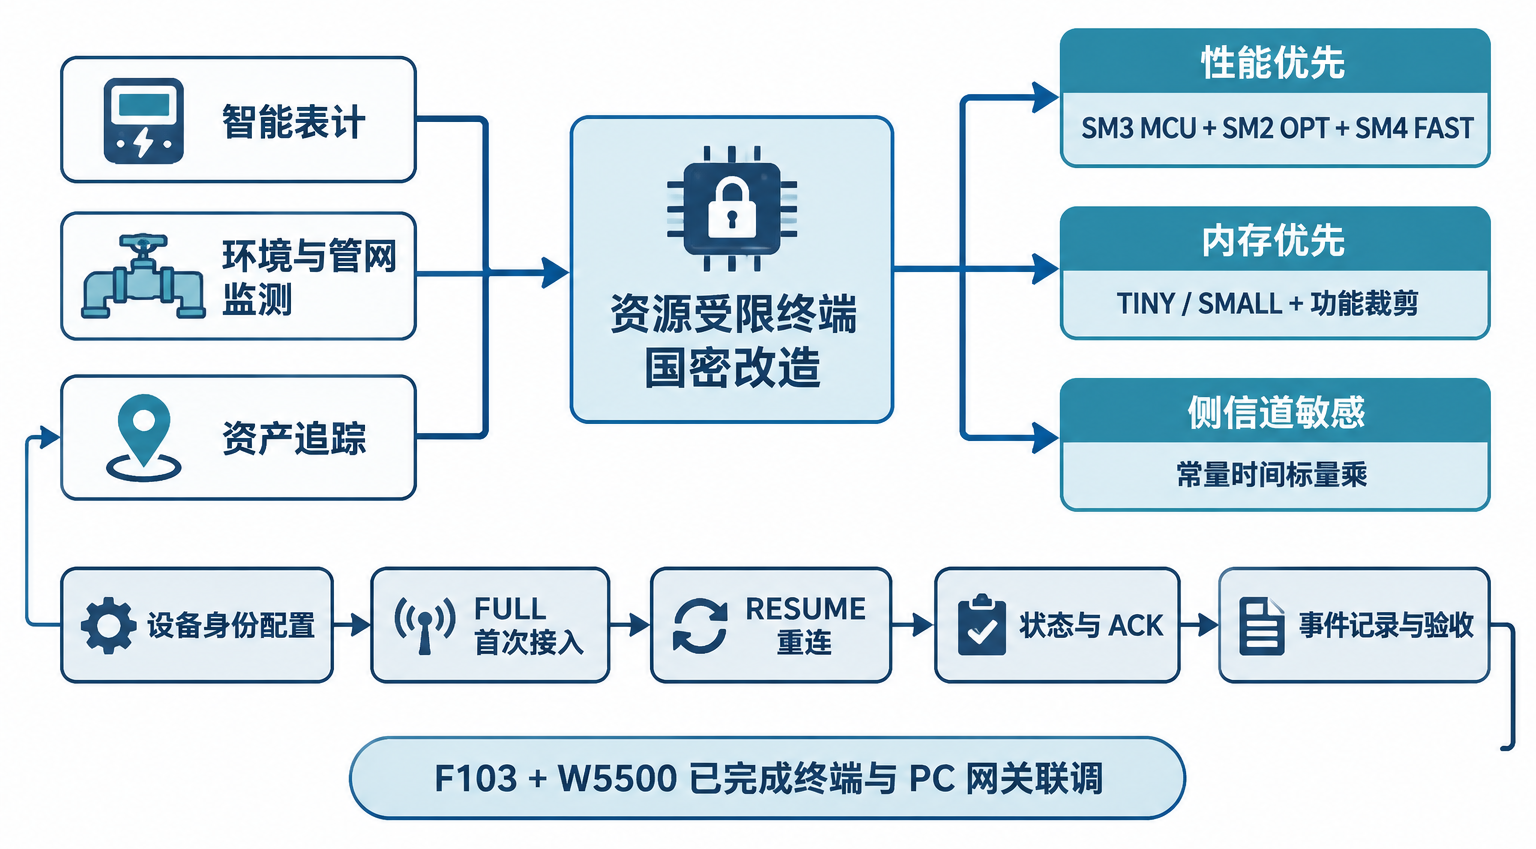 智能表计
环境与管网
监测
资产追踪
资源受限终端
国密改造
性能优先
SM3 MCU + SM2 OPT + SM4 FAST
内存优先
TINY / SMALL + 功能裁剪
侧信道敏感
常量时间标量乘
设备身份配置
FULL
首次接入
RESUME
重连
状态与 ACK
事件记录与验收
F103 + W5500 已完成终端与 PC 网关联调